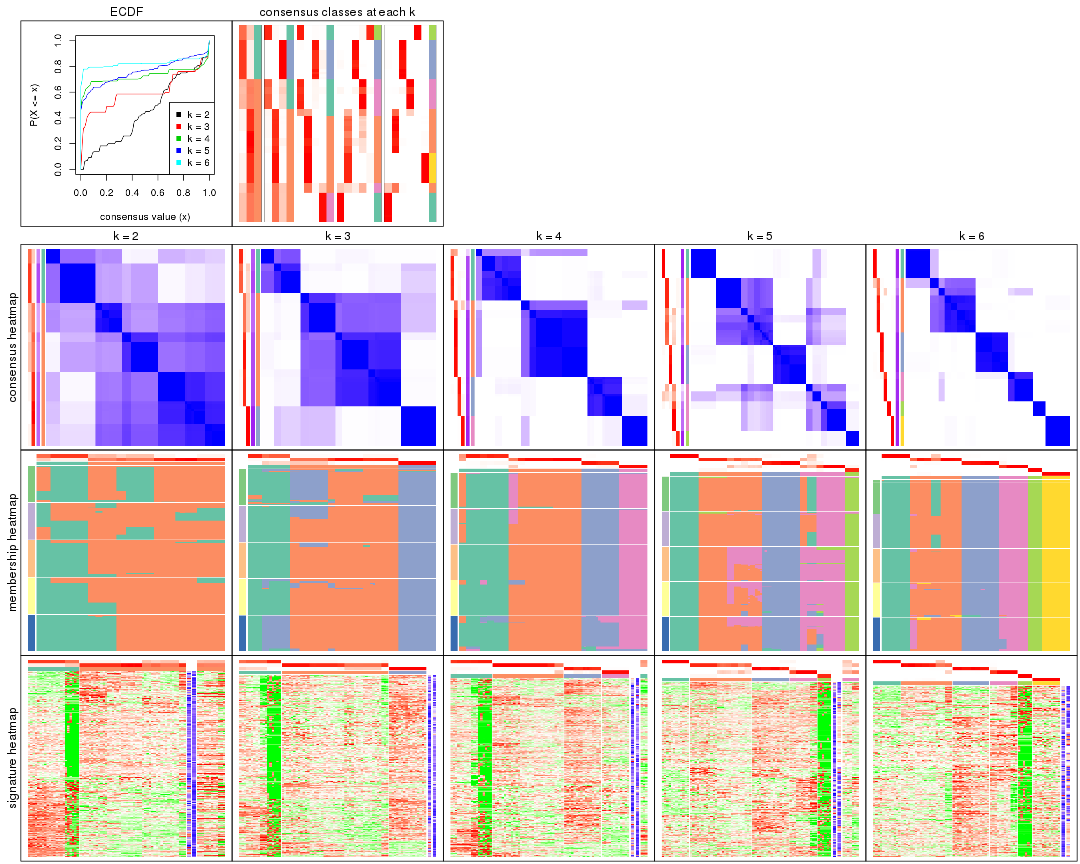 ECDF
consensus classes at each k
P(X <= x)
1.0
0.8
0.6
0.4
0.2
0.0
k = 2
k = 3
k = 4
k = 5
k = 6
0.0 0.2 0.4 0.6 0.8 1.0
consensus value (x)
k = 2
k = 3
k = 4
k = 5
k = 6
consensus heatmap
membership heatmap
signature heatmap